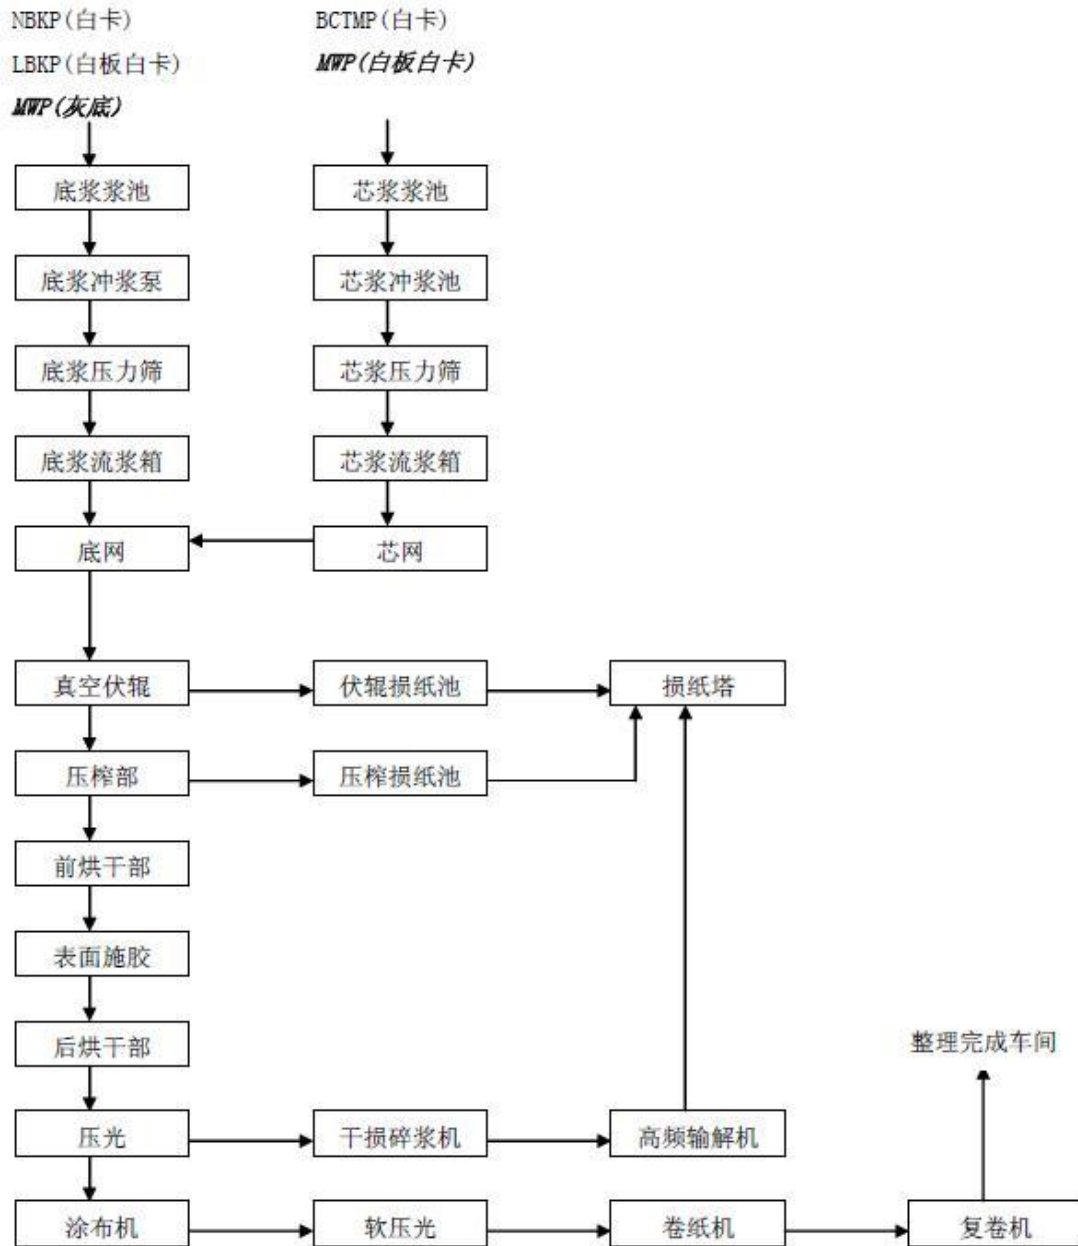 NBKP(白卡)
BCTMP(白卡)
LBKP(白板白卡)
MWP(白板白卡)
MWP(灰底)
底浆浆池
芯浆浆池
底浆冲浆泵
芯浆冲浆池
底浆压力筛
芯浆压力筛
底浆流浆箱
芯浆流浆箱
底网
芯网
真空伏辊
伏辊损纸池
损纸塔
压榨部
压榨损纸池
前烘干部
表面施胶
后烘干部
整理完成车间
压光
干损碎浆机
高频输解机
涂布机
软压光
卷纸机
复卷机